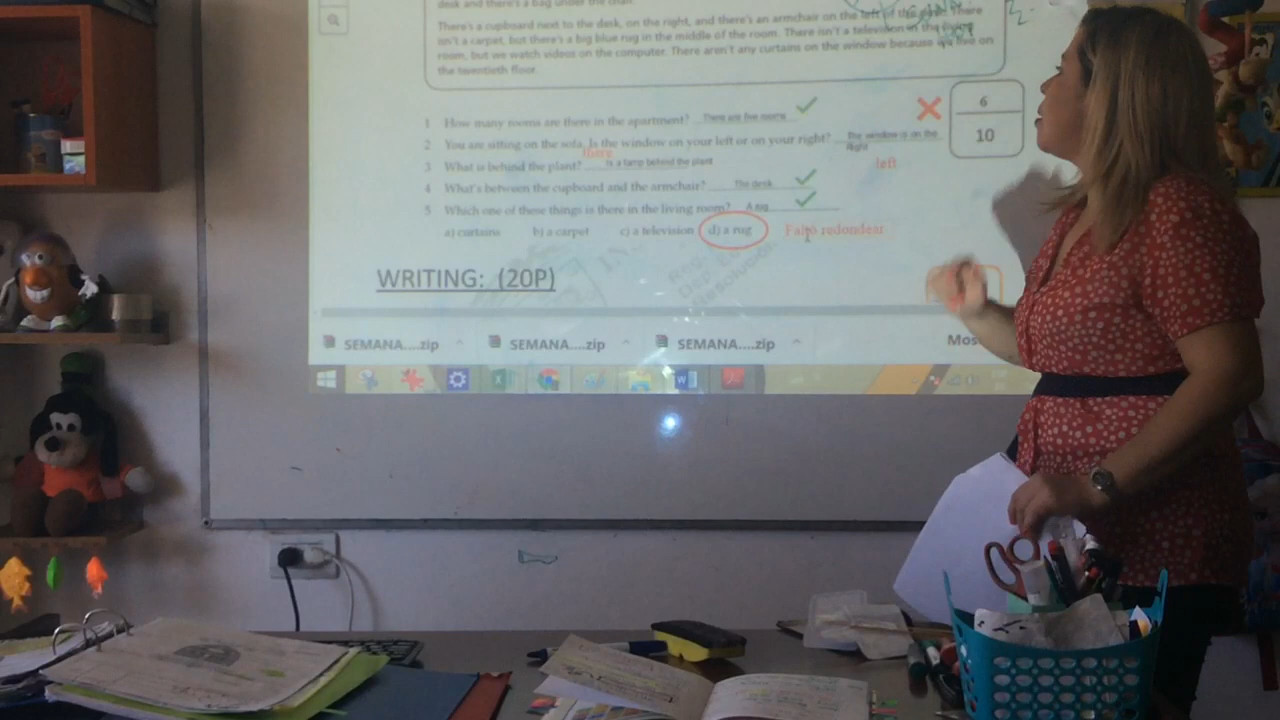 desk and there's a bag under the chair.
There's a cupboard next to the desk, on the right, and there's an armchair on the left of the There
isn't a carpet, but there's a big blue rug in the middle of the room. There isn't a television in the living
room, but we watch videos on the computer. There aren't any curtains on the window because we live on
the twentieth floor.
6
10
1 How many rooms are there in the apartment? There are five rooms
2 You are sitting on the sofa. Is the window on your left or on your right? The window is on the
Right
left
there
3 What is behind the plant? Is a lamp behind the plant
4 What's between the cupboard and the armchair? The desk
5 Which one of these things is there in the living room? A rug
a) curtains b) a carpet c) a television d) a rug Faltó redondear
WRITING: (20P)
SEMANA....zip SEMANA....zip SEMANA....zip Mos